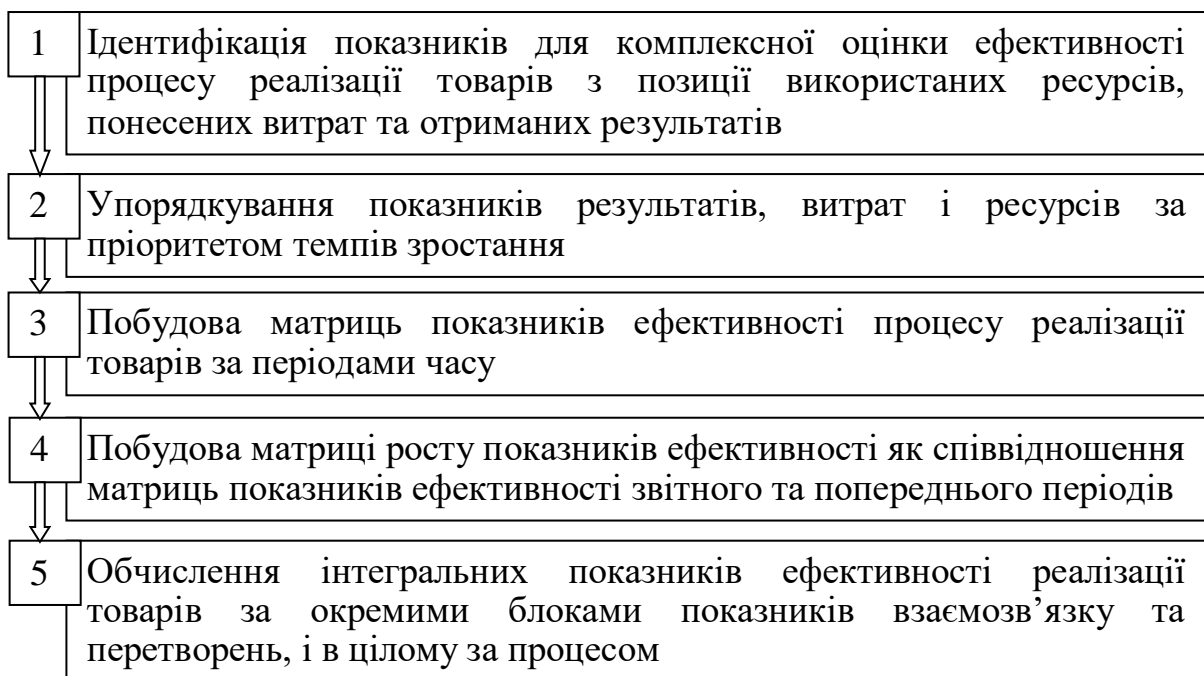 1 Ідентифікація показників для комплексної оцінки ефективності
процесу реалізації товарів з позиції використаних ресурсів,
понесених витрат та отриманих результатів
2 Упорядкування показників результатів, витрат і ресурсів за
пріоритетом темпів зростання
3 Побудова матриць показників ефективності процесу реалізації
товарів за періодами часу
4 Побудова матриці росту показників ефективності як співвідношення
матриць показників ефективності звітного та попереднього періодів
5 Обчислення інтегральних показників ефективності реалізації
товарів за окремими блоками показників взаємозв’язку та
перетворень, і в цілому за процесом